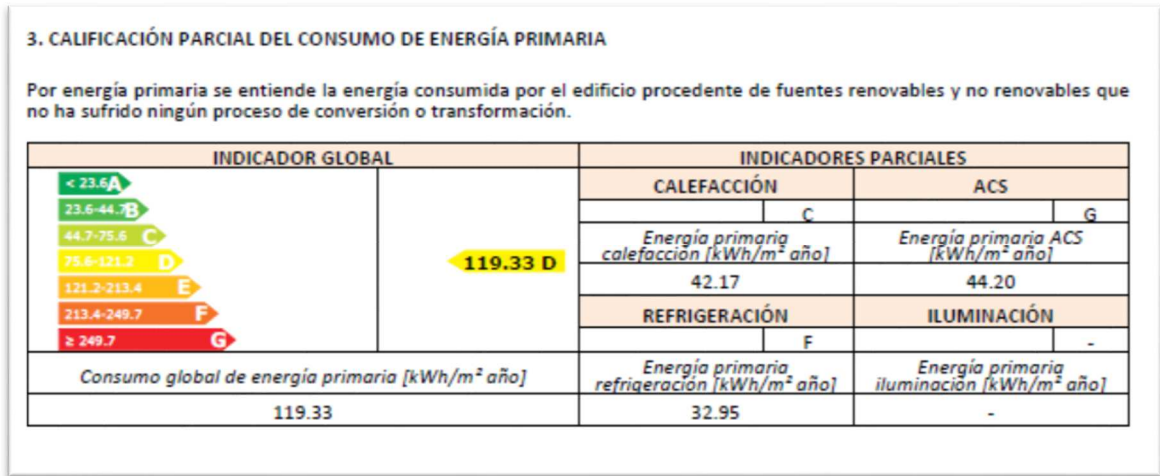 3. CALIFICACIÓN PARCIAL DEL CONSUMO DE ENERGÍA PRIMARIA
Por energía primaria se entiende la energía consumida por el edificio procedente de fuentes renovables y no renovables que
no ha sufrido ningún proceso de conversión o transformación.
INDICADOR GLOBAL
INDICADORES PARCIALES
< 23.6 A
23.6-44.7 B
44.7-75.6 C
75.6-121.2 D
121.2-213.4 E
213.4-249.7 F
≥ 249.7 G
119.33 D
CALEFACCIÓN
ACS
C
G
Energía primaria
calefacción [kWh/m² año]
Energía primaria ACS
[kWh/m² año]
42.17
44.20
REFRIGERACIÓN
ILUMINACIÓN
F
-
Consumo global de energía primaria [kWh/m² año]
Energía primaria
refrigeración [kWh/m² año]
Energía primaria
iluminación [kWh/m² año]
119.33
32.95
-